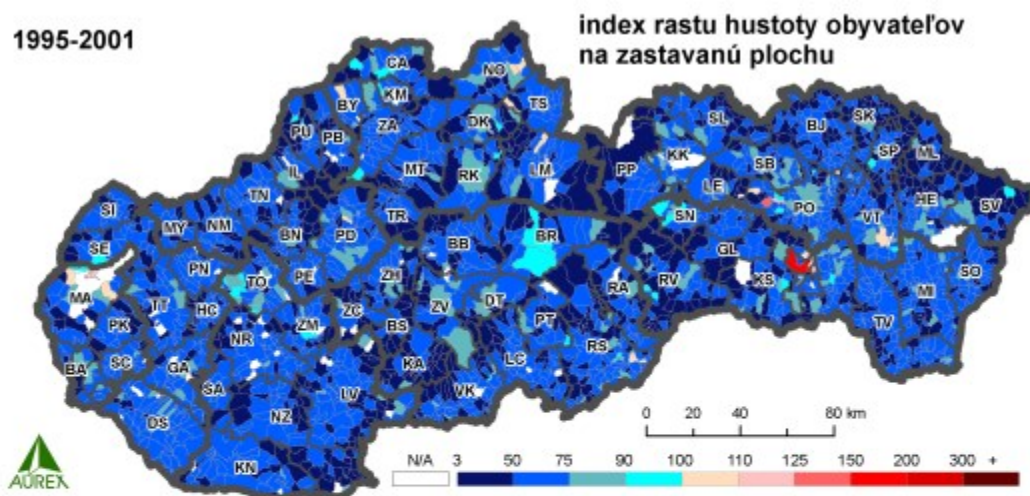 1995-2001
index rastu hustoty obyvateľov
na zastavanú plochu
CA
NO
BY
KM
TS
PU
PB
ZA
DK
SL
BJ
SK
IL
MT
RK
LM
PP
KK
SB
SP
ML
TN
LE
PO
VT
HE
SV
SI
MY
NM
BN
PD
TR
BB
BR
SN
GL
SE
PN
TO
PE
ZH
RV
KS
SO
MA
TT
HC
ZM
ZC
ZV
DT
RA
MI
PK
NR
BS
PT
TV
BA
SC
GA
SA
LV
KA
LC
RS
VK
DS
NZ
KN
0 20 40 80 km
N/A 3 50 75 90 100 110 125 150 200 300 +
AUREX